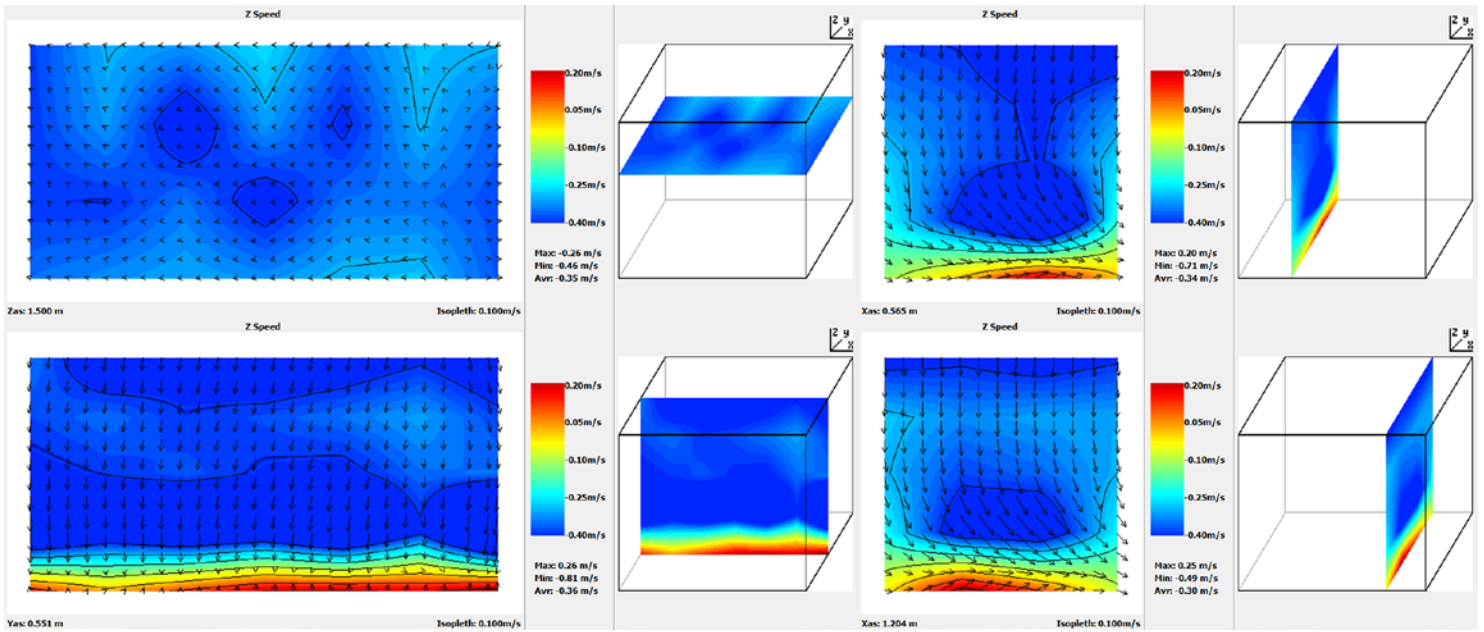 Z Speed
0.20m/s
0.05m/s
-0.10m/s
-0.25m/s
-0.40m/s
Max: -0.26 m/s
Min: -0.46 m/s
Avr: -0.35 m/s
Zas: 1.500 m
Isopleth: 0.100m/s
Z y
x
Z Speed
0.20m/s
0.05m/s
-0.10m/s
-0.25m/s
-0.40m/s
Max: 0.20 m/s
Min: -0.71 m/s
Avr: -0.34 m/s
Xas: 0.565 m
Isopleth: 0.100m/s
Z y
x
Z Speed
0.20m/s
0.05m/s
-0.10m/s
-0.25m/s
-0.40m/s
Max: 0.26 m/s
Min: -0.81 m/s
Avr: -0.36 m/s
Yas: 0.551 m
Isopleth: 0.100m/s
Z y
x
Z Speed
0.20m/s
0.05m/s
-0.10m/s
-0.25m/s
-0.40m/s
Max: 0.25 m/s
Min: -0.49 m/s
Avr: -0.30 m/s
Xas: 1.204 m
Isopleth: 0.100m/s
Z y
x